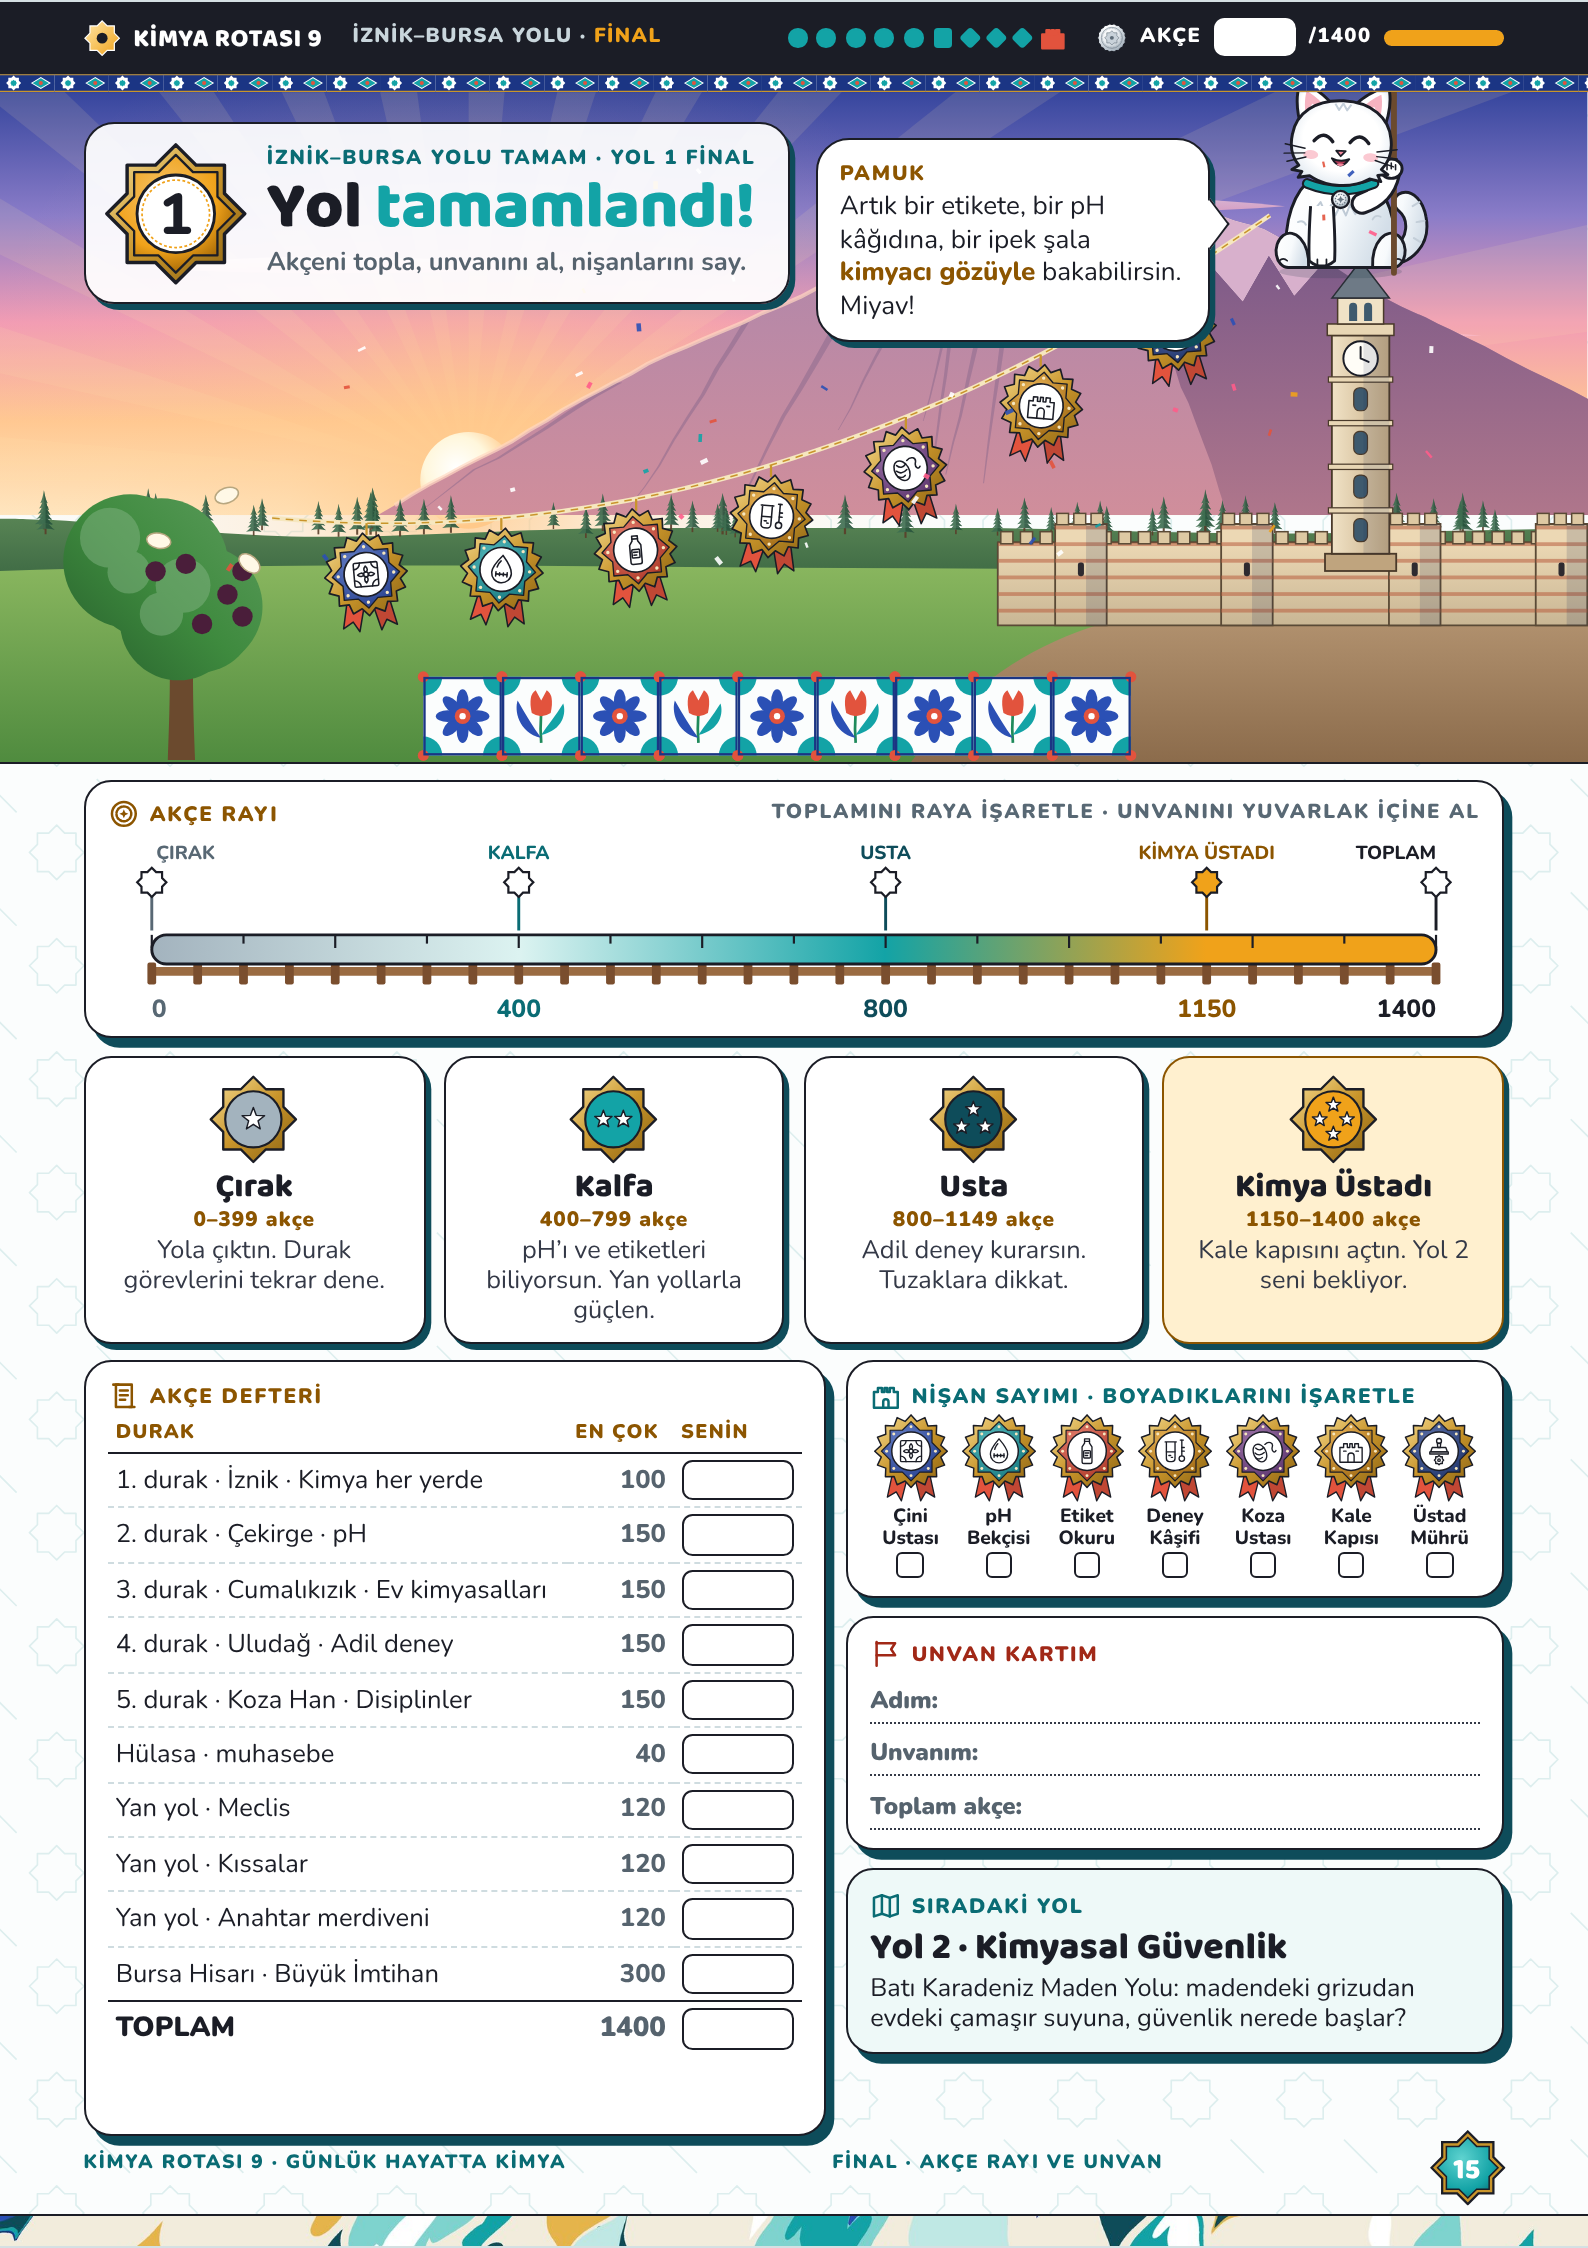 KİMYA ROTASI 9
İZNİK–BURSA YOLU · FİNAL
AKÇE
/1400
İZNİK–BURSA YOLU TAMAM · YOL 1 FİNAL
1
Yol tamamlandı!
Akçeni topla, unvanını al, nişanlarını say.
PAMUK
Artık bir etikete, bir pH
kâğıdına, bir ipek şala
kimyacı gözüyle bakabilirsin.
Miyav!
AKÇE RAYI
TOPLAMINI RAYA İŞARETLE · UNVANINI YUVARLAK İÇİNE AL
ÇIRAK
KALFA
USTA
KİMYA ÜSTADI
TOPLAM
0
400
800
1150
1400
Çırak
0–399 akçe
Yola çıktın. Durak
görevlerini tekrar dene.
Kalfa
400–799 akçe
pH’ı ve etiketleri
biliyorsun. Yan yollarla
güçlen.
Usta
800–1149 akçe
Adil deney kurarsın.
Tuzaklara dikkat.
Kimya Üstadı
1150–1400 akçe
Kale kapısını açtın. Yol 2
seni bekliyor.
AKÇE DEFTERİ
DURAK EN ÇOK SENİN
1. durak · İznik · Kimya her yerde 100
2. durak · Çekirge · pH 150
3. durak · Cumalıkızık · Ev kimyasalları 150
4. durak · Uludağ · Adil deney 150
5. durak · Koza Han · Disiplinler 150
Hülasa · muhasebe 40
Yan yol · Meclis 120
Yan yol · Kıssalar 120
Yan yol · Anahtar merdiveni 120
Bursa Hisarı · Büyük İmtihan 300
TOPLAM 1400
NİŞAN SAYIMI · BOYADIKLARINI İŞARETLE
Çini
Ustası
pH
Bekçisi
Etiket
Okuru
Deney
Kâşifi
Koza
Ustası
Kale
Kapısı
Üstad
Mührü
UNVAN KARTIM
Adım:
Unvanım:
Toplam akçe:
SIRADAKİ YOL
Yol 2 · Kimyasal Güvenlik
Batı Karadeniz Maden Yolu: madendeki grizudan
evdeki çamaşır suyuna, güvenlik nerede başlar?
KİMYA ROTASI 9 · GÜNLÜK HAYATTA KİMYA
FİNAL · AKÇE RAYI VE UNVAN
15